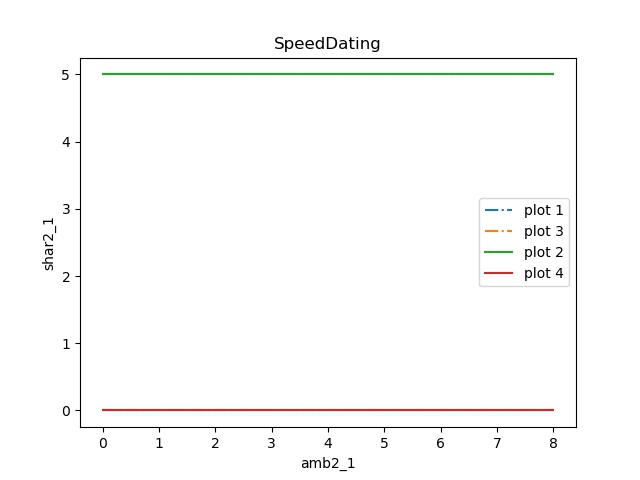 SpeedDating
5
4
3
2
1
0
shar2_1
plot 1
plot 3
plot 2
plot 4
0 1 2 3 4 5 6 7 8
amb2_1